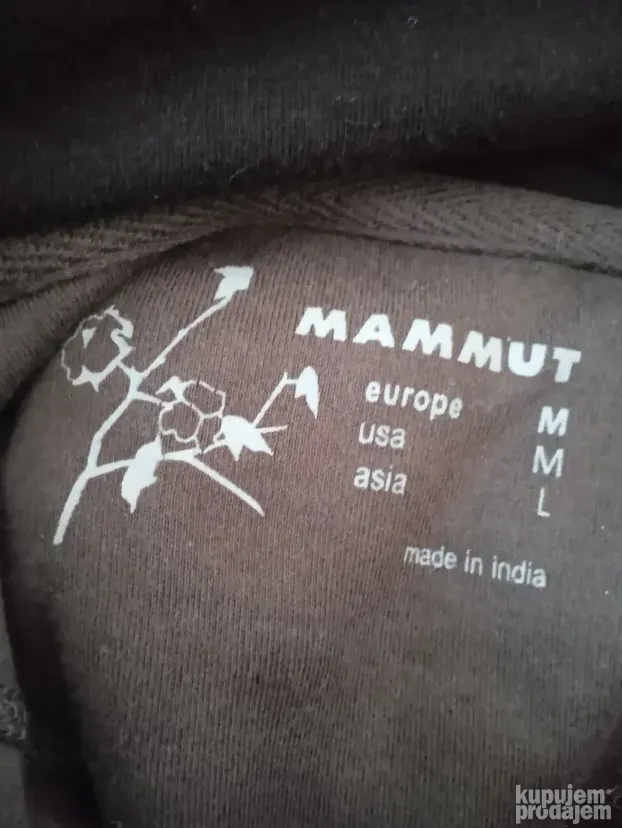 MAMMUT
europe M
usa M
asia L
made in india
kupujem
prodajem